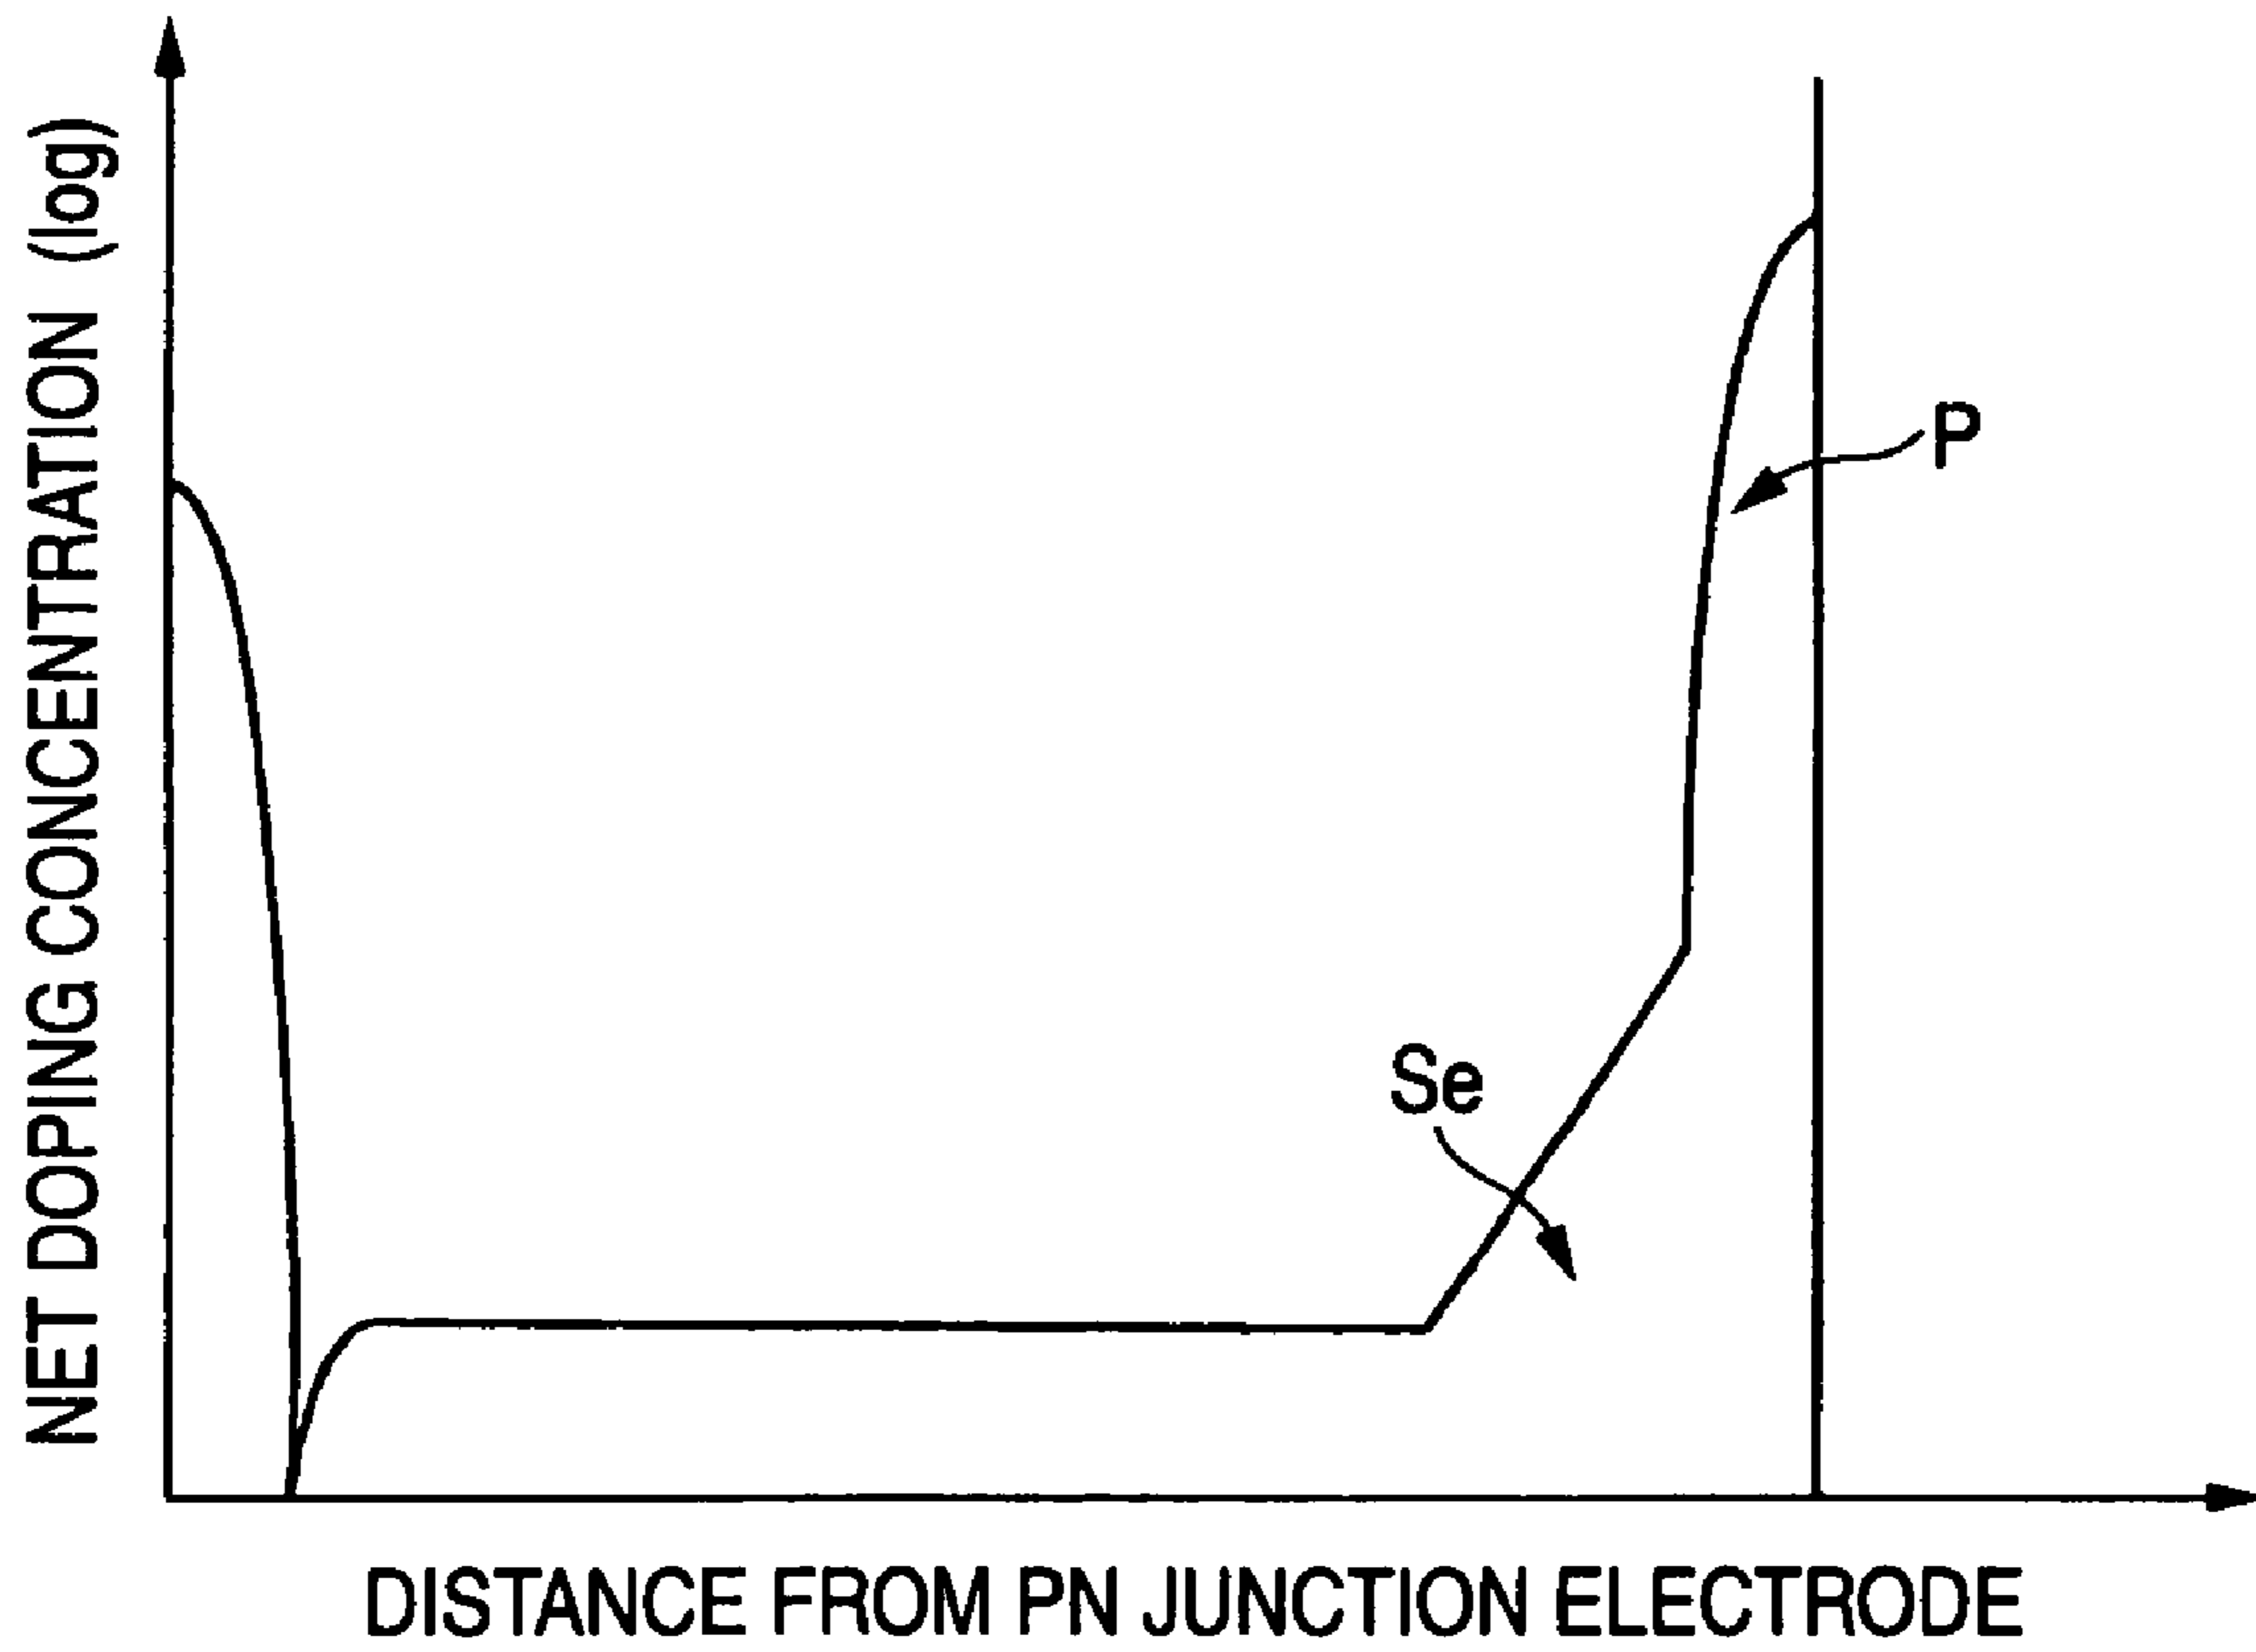 NET DOPING CONCENTRATION (log)
P
Se
DISTANCE FROM PN JUNCTION ELECTRODE